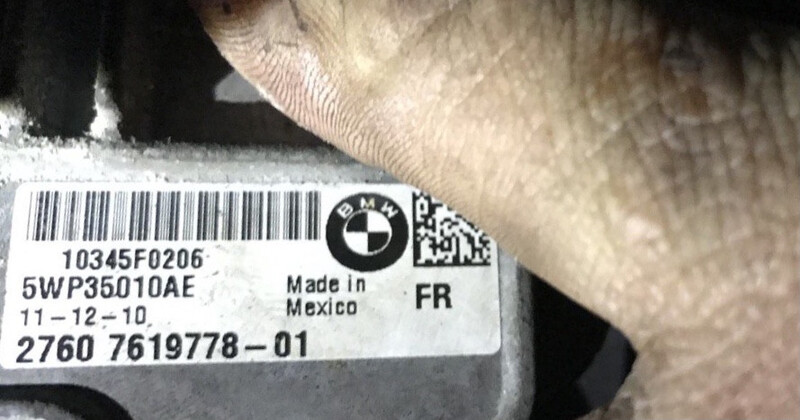 BMW
10345F0206
5WP35010AE
Made in
Mexico
FR
11-12-10
2760 7619778-01